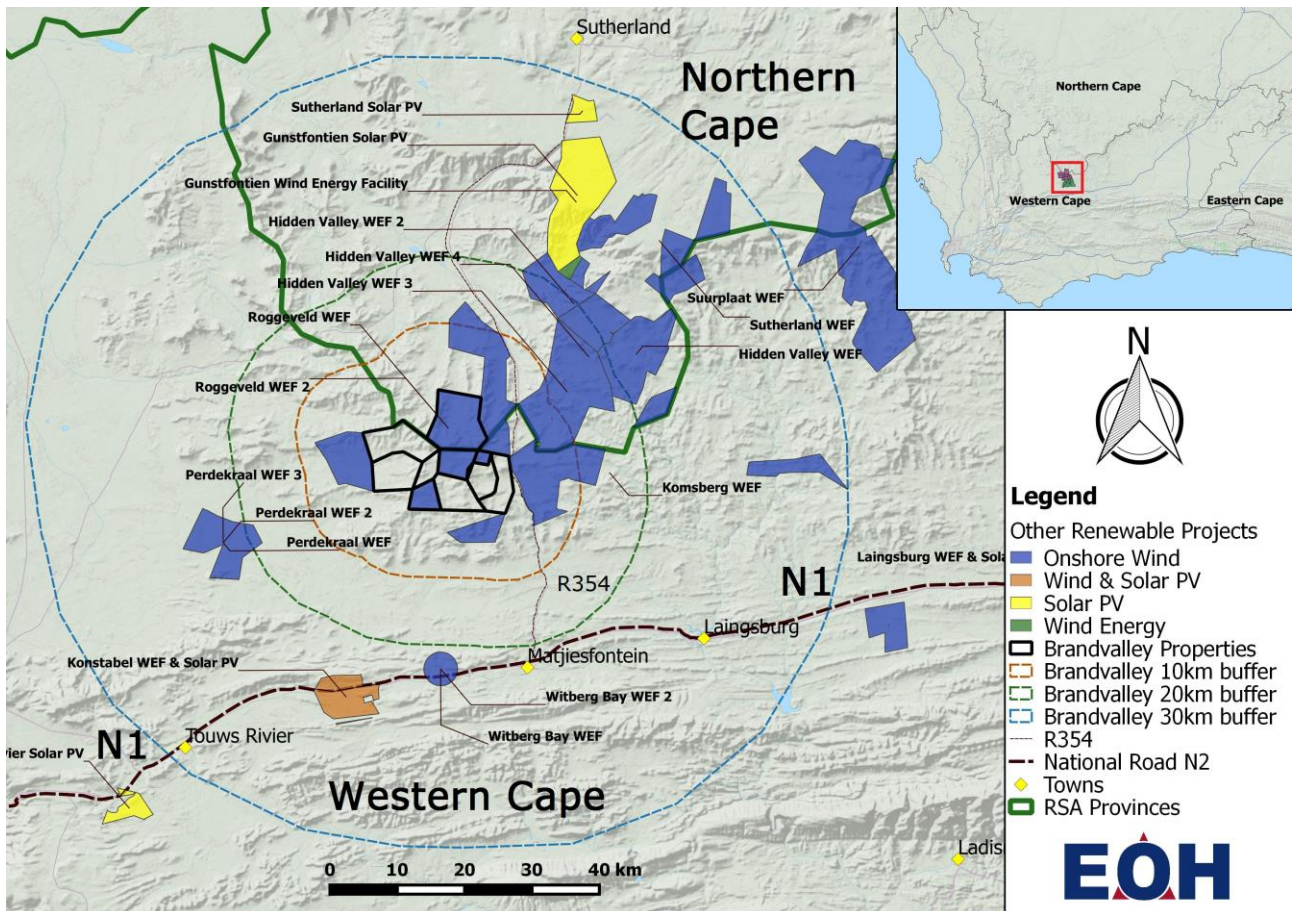 Sutherland
Northern
Cape
Sutherland Solar PV
Gunstfontien Solar PV
Gunstfontien Wind Energy Facility
Hidden Valley WEF 2
Hidden Valley WEF 4
Hidden Valley WEF 3
Roggeveld WEF
Roggeveld WEF 2
Suurplaat WEF
Sutherland WEF
Hidden Valley WEF
Perdekraal WEF 3
Perdekraal WEF 2
Perdekraal WEF
Komsberg WEF
R354
N1
Laingsburg WEF & Sola
Laingsburg
Matjiesfontein
Konstabel WEF & Solar PV
Witberg Bay WEF 2
Witberg Bay WEF
Touws Rivier
N1
vier Solar PV
Western Cape
Ladis
0 10 20 30 40 km
Northern Cape
Western Cape
Eastern Cape
N
Legend
Other Renewable Projects
Onshore Wind
Wind & Solar PV
Solar PV
Wind Energy
Brandvalley Properties
Brandvalley 10km buffer
Brandvalley 20km buffer
Brandvalley 30km buffer
R354
National Road N2
Towns
RSA Provinces
EOH